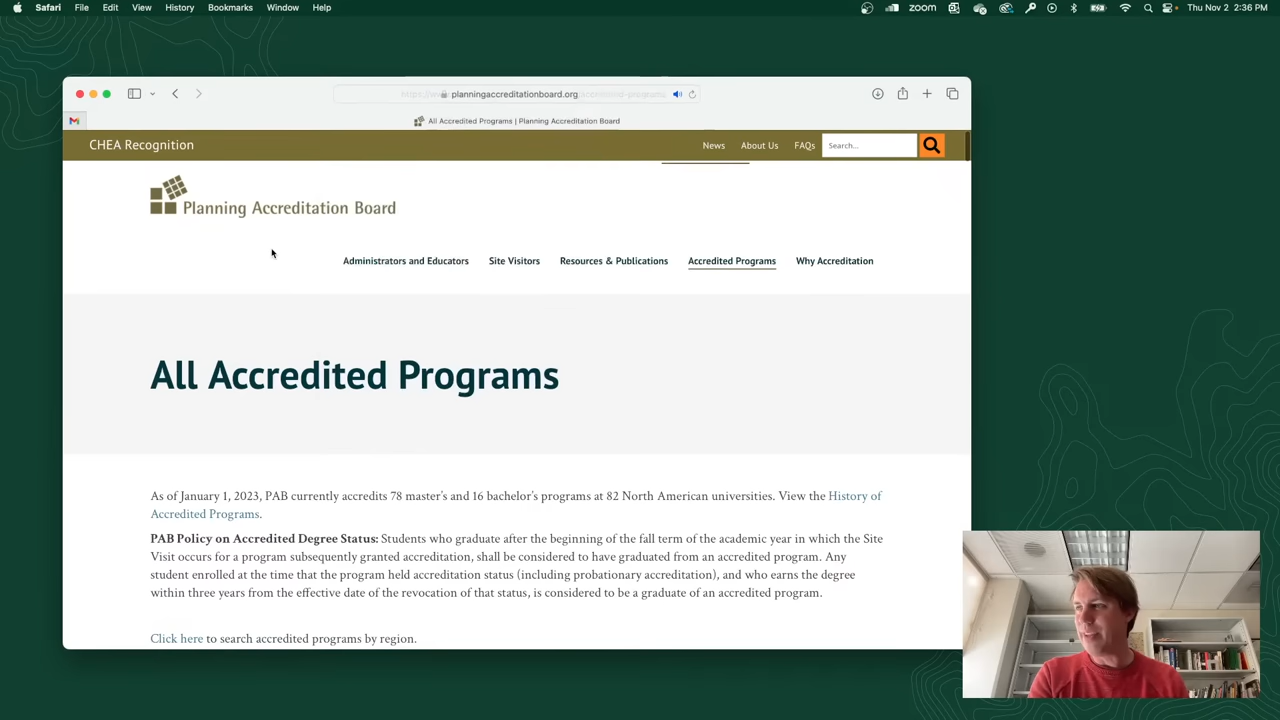 Safari File Edit View History Bookmarks Window Help
zoom
Thu Nov 2 2:36 PM
planningaccreditationboard.org
All Accredited Programs | Planning Accreditation Board
CHEA Recognition
News About Us FAQs Search...
Planning Accreditation Board
Administrators and Educators Site Visitors Resources & Publications Accredited Programs Why Accreditation
All Accredited Programs
As of January 1, 2023, PAB currently accredits 78 master's and 16 bachelor's programs at 82 North American universities. View the History of
Accredited Programs.
PAB Policy on Accredited Degree Status: Students who graduate after the beginning of the fall term of the academic year in which the Site
Visit occurs for a program subsequently granted accreditation, shall be considered to have graduated from an accredited program. Any
student enrolled at the time that the program held accreditation status (including probationary accreditation), and who earns the degree
within three years from the effective date of the revocation of that status, is considered to be a graduate of an accredited program.
Click here to search accredited programs by region.